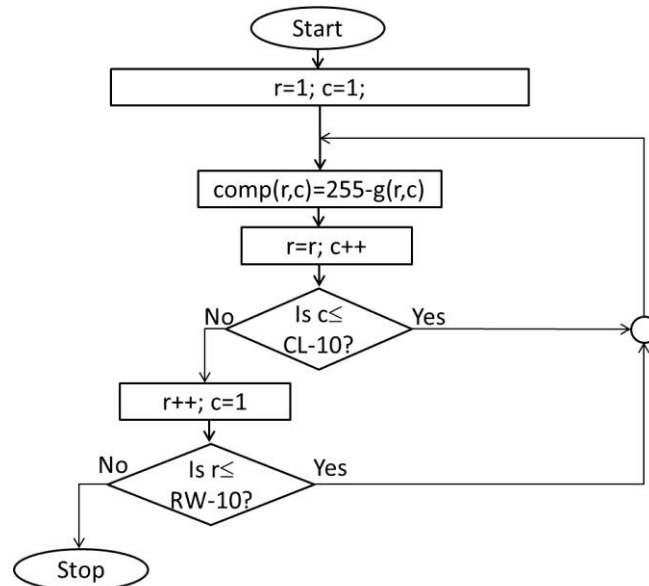 Start
r=1; c=1;
comp(r,c)=255-g(r,c)
r=r; c++
No
Is c≤
CL-10?
Yes
r++; c=1
No
Is r≤
RW-10?
Yes
Stop